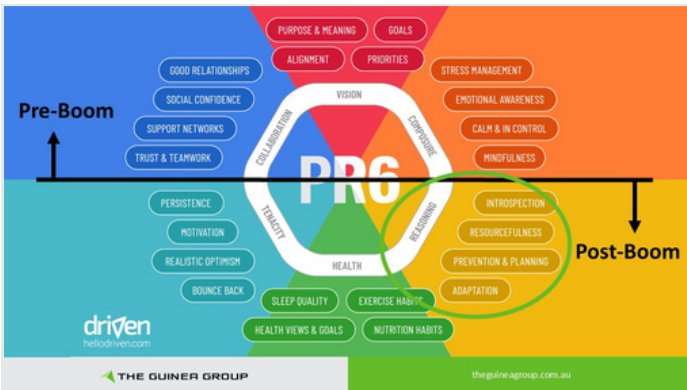 PURPOSE & MEANING
GOALS
ALIGNMENT
PRIORITIES
GOOD RELATIONSHIPS
SOCIAL CONFIDENCE
SUPPORT NETWORKS
TRUST & TEAMWORK
STRESS MANAGEMENT
EMOTIONAL AWARENESS
CALM & IN CONTROL
MINDFULNESS
Pre-Boom
VISION
COLLABORATION
COMPOSURE
PR6
TENACITY
REASONING
HEALTH
PERSISTENCE
MOTIVATION
REALISTIC OPTIMISM
BOUNCE BACK
INTROSPECTION
RESOURCEFULNESS
PREVENTION & PLANNING
ADAPTATION
Post-Boom
SLEEP QUALITY
EXERCISE HABITS
HEALTH VIEWS & GOALS
NUTRITION HABITS
driven
hellodriven.com
THE GUINEA GROUP
theguineagroup.com.au